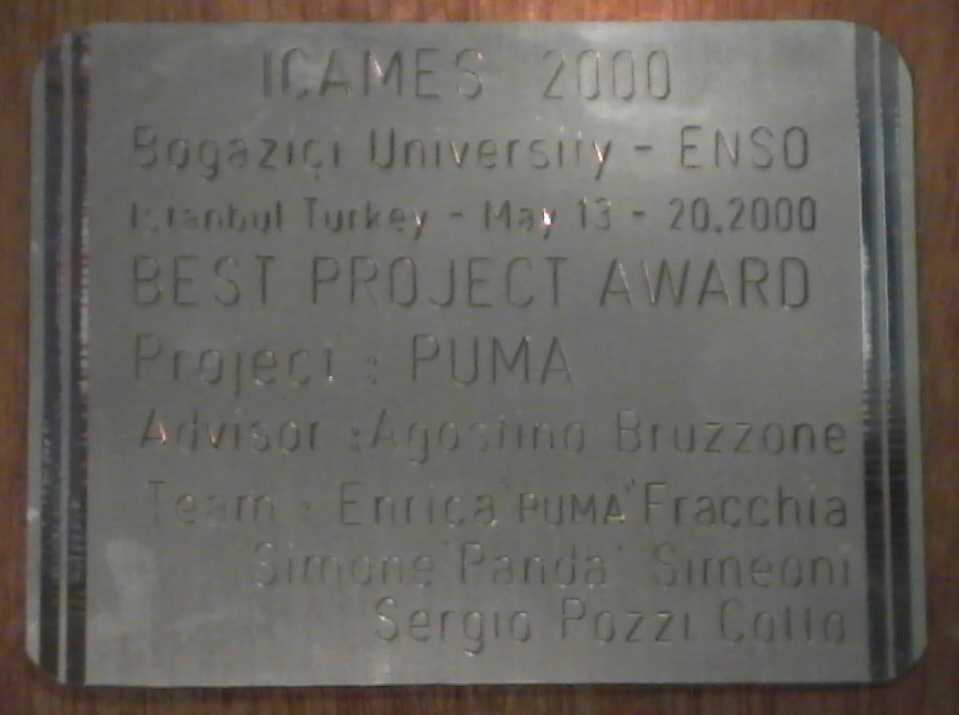 ICAMES 2000
Bogaziçi University - ENSO
Istanbul Turkey - May 13 - 20.2000
BEST PROJECT AWARD
Project : PUMA
Advisor : Agostino Bruzzone
Team : Enrica "PUMA" Fracchia
Simone "Panda" Simeoni
Sergio Pozzi Cotto